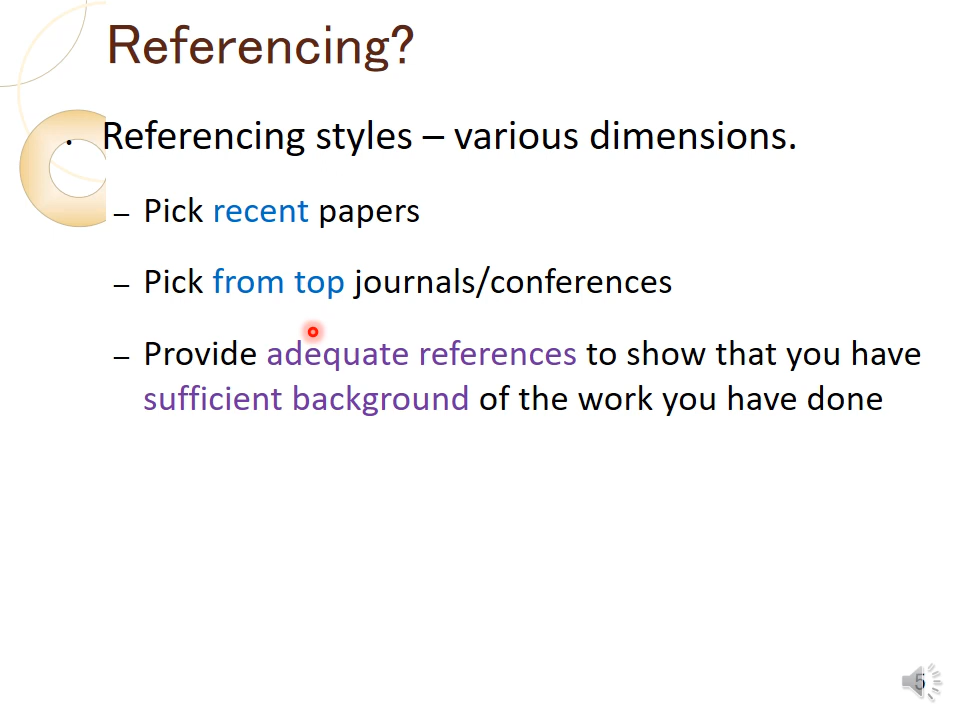 Referencing?
• Referencing styles – various dimensions.
– Pick recent papers
– Pick from top journals/conferences
– Provide adequate references to show that you have
sufficient background of the work you have done
5